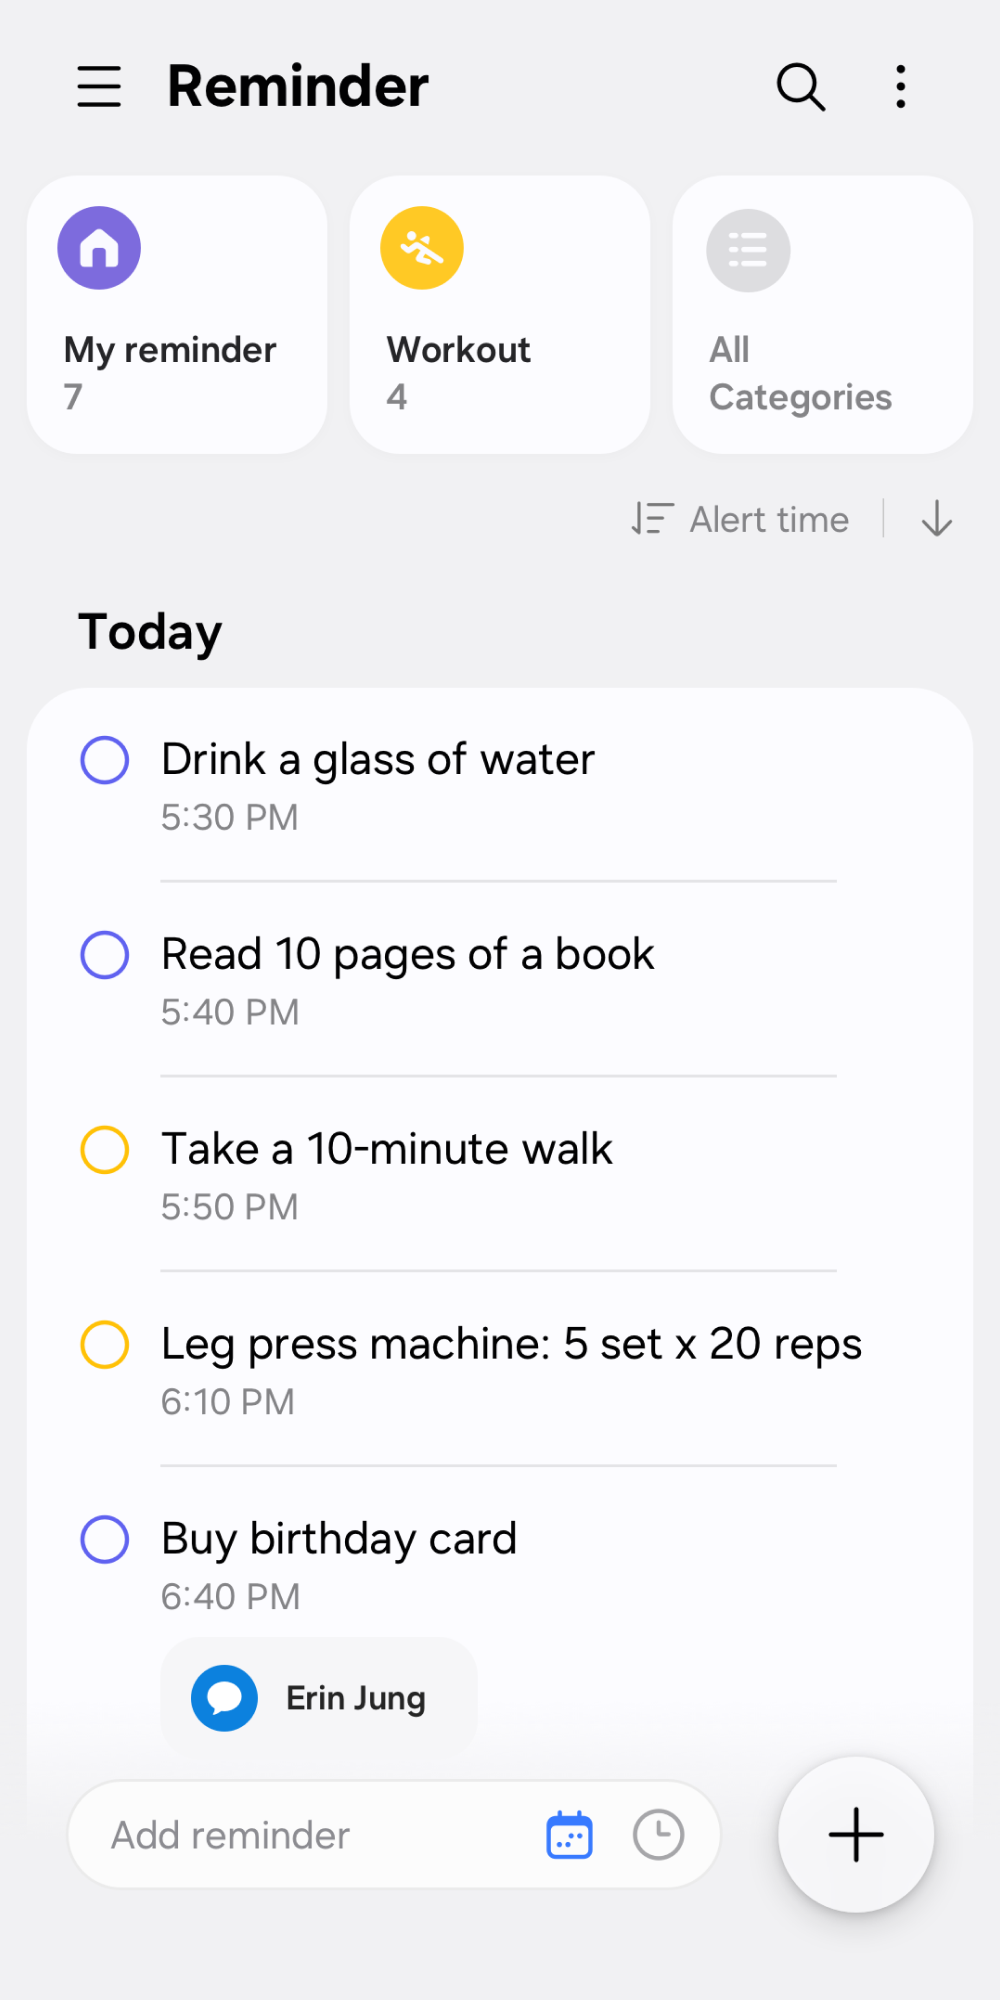 Reminder
My reminder
7
Workout
4
All
Categories
Alert time
Today
Drink a glass of water
5:30 PM
Read 10 pages of a book
5:40 PM
Take a 10-minute walk
5:50 PM
Leg press machine: 5 set x 20 reps
6:10 PM
Buy birthday card
6:40 PM
Erin Jung
Add reminder